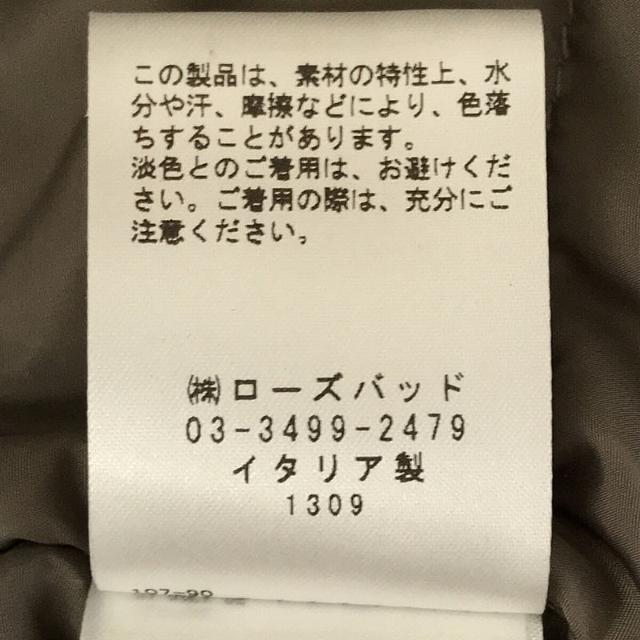 この製品は、素材の特性上、水
分や汗、摩擦などにより、色落
ちすることがあります。
淡色とのご着用は、お避けくだ
さい。ご着用の際は、充分にご
注意ください。
㈱ローズバッド
03-3499-2479
イタリア製
1309